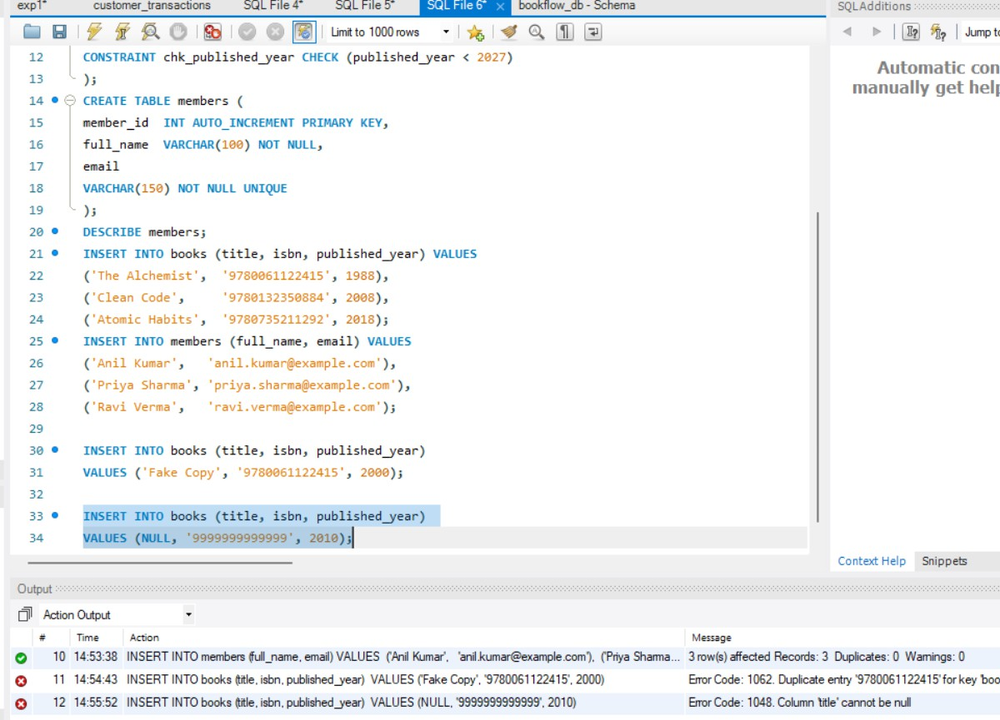 exp1* customer_transactions SQL File 4* SQL File 5* SQL File 6* bookflow_db - Schema SQLAdditions
Limit to 1000 rows Jump to
12 CONSTRAINT chk_published_year CHECK (published_year < 2027)
13 );
14 CREATE TABLE members (
15 member_id INT AUTO_INCREMENT PRIMARY KEY,
16 full_name VARCHAR(100) NOT NULL,
17 email
18 VARCHAR(150) NOT NULL UNIQUE
19 );
20 DESCRIBE members;
21 INSERT INTO books (title, isbn, published_year) VALUES
22 ('The Alchemist', '9780061122415', 1988),
23 ('Clean Code', '9780132350884', 2008),
24 ('Atomic Habits', '9780735211292', 2018);
25 INSERT INTO members (full_name, email) VALUES
26 ('Anil Kumar', 'anil.kumar@example.com'),
27 ('Priya Sharma', 'priya.sharma@example.com'),
28 ('Ravi Verma', 'ravi.verma@example.com');
29
30 INSERT INTO books (title, isbn, published_year)
31 VALUES ('Fake Copy', '9780061122415', 2000);
32
33 INSERT INTO books (title, isbn, published_year)
34 VALUES (NULL, '9999999999999', 2010);
Automatic con
manually get help
Context Help Snippets
Output
Action Output
# Time Action Message
10 14:53:38 INSERT INTO members (full_name, email) VALUES ('Anil Kumar', 'anil.kumar@example.com'), ('Priya Sharma... 3 row(s) affected Records: 3 Duplicates: 0 Warnings: 0
11 14:54:43 INSERT INTO books (title, isbn, published_year) VALUES ('Fake Copy', '9780061122415', 2000) Error Code: 1062. Duplicate entry '9780061122415' for key 'boo
12 14:55:52 INSERT INTO books (title, isbn, published_year) VALUES (NULL, '9999999999999', 2010) Error Code: 1048. Column 'title' cannot be null